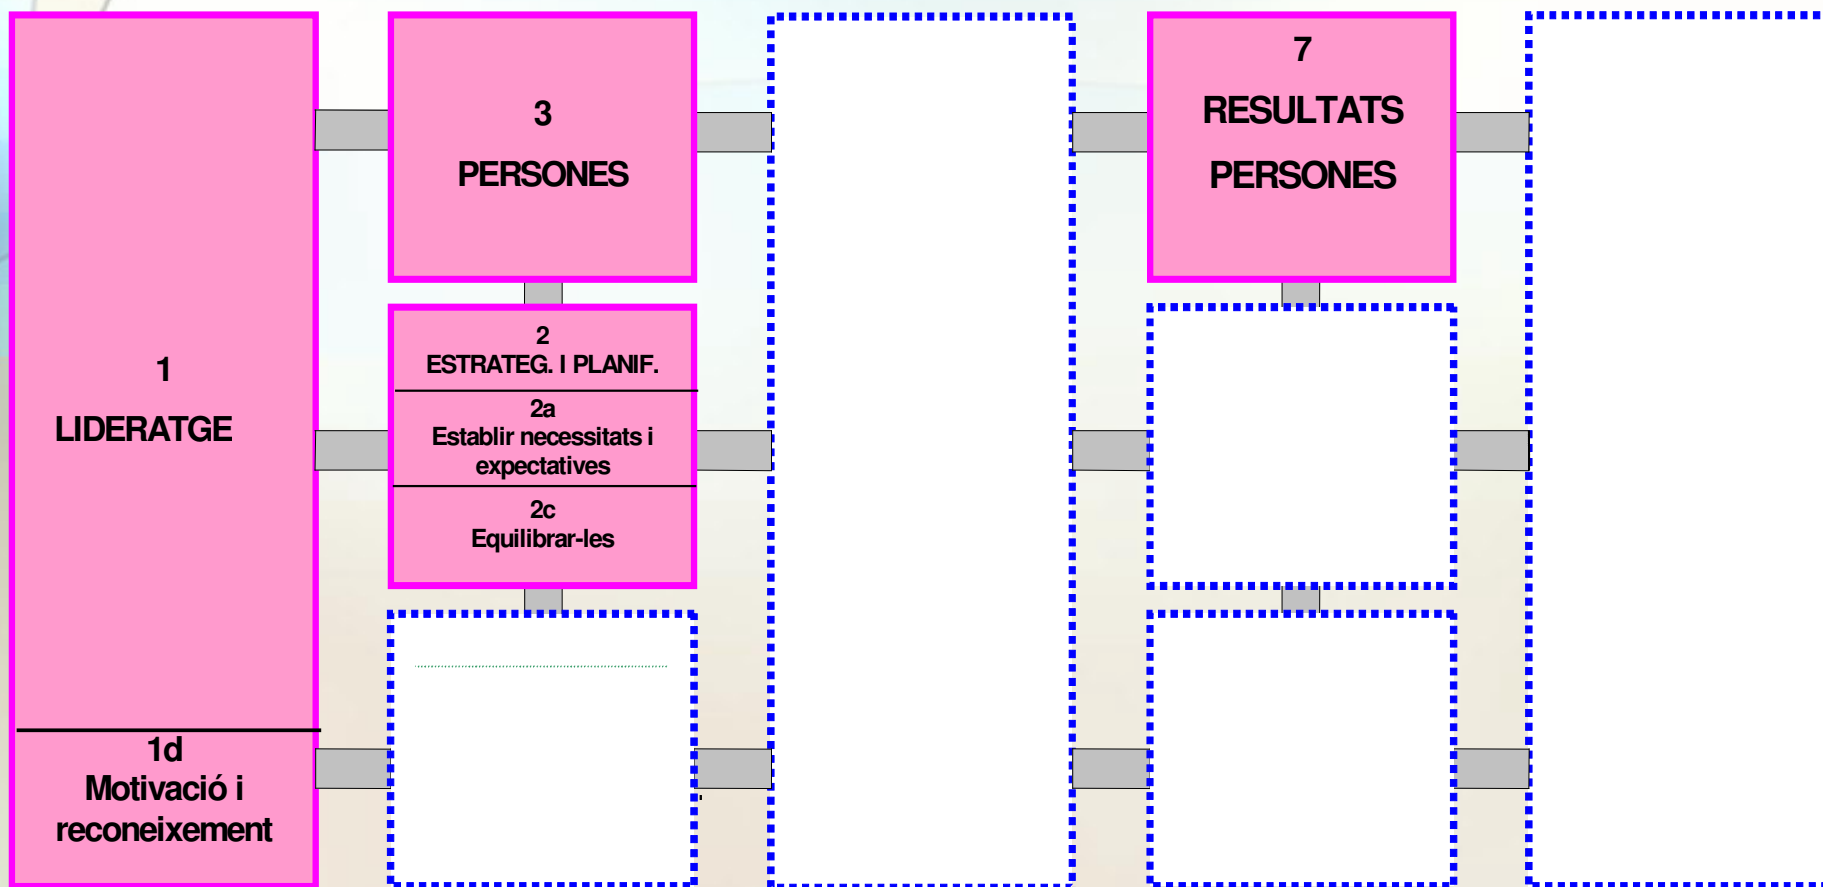 1
LIDERATGE
1d
Motivació i
reconeixement
3
PERSONES
2
ESTRATEG. I PLANIF.
2a
Establir necessitats i
expectatives
2c
Equilibrar-les
7
RESULTATS
PERSONES